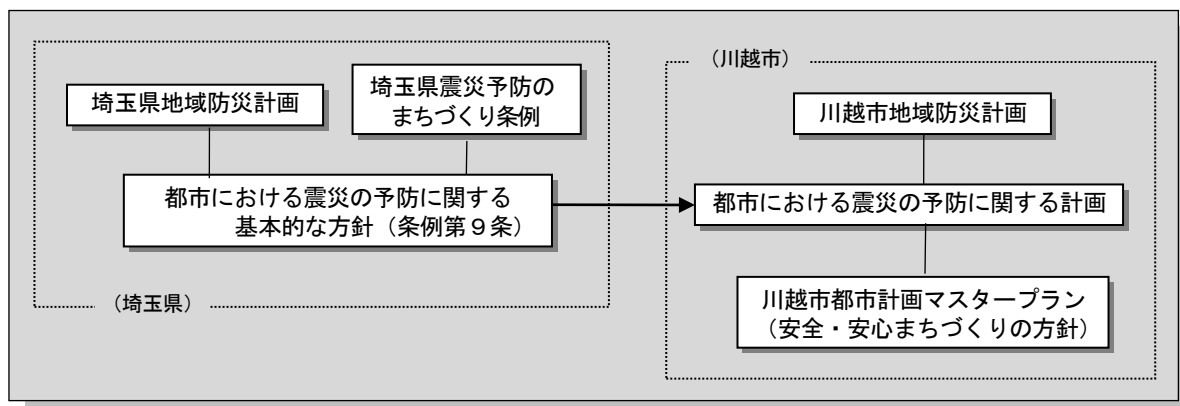 埼玉県地域防災計画
埼玉県震災予防の
まちづくり条例
都市における震災の予防に関する
基本的な方針（条例第９条）
（埼玉県）
（川越市）
川越市地域防災計画
都市における震災の予防に関する計画
川越市都市計画マスタープラン
（安全・安心まちづくりの方針）